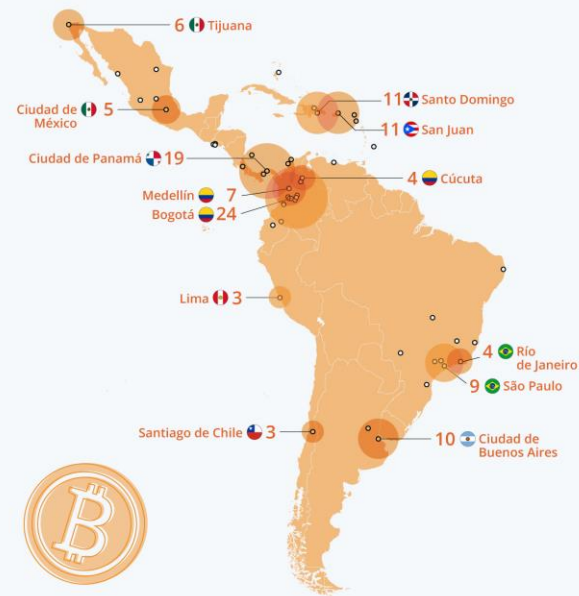 6 Tijuana
11 Santo Domingo
Ciudad de 5
México
11 San Juan
Ciudad de Panamá 19
4 Cúcuta
Medellín 7
Bogotá 24
Lima 3
4 Río
de Janeiro
9 São Paulo
Santiago de Chile 3
10 Ciudad de
Buenos Aires